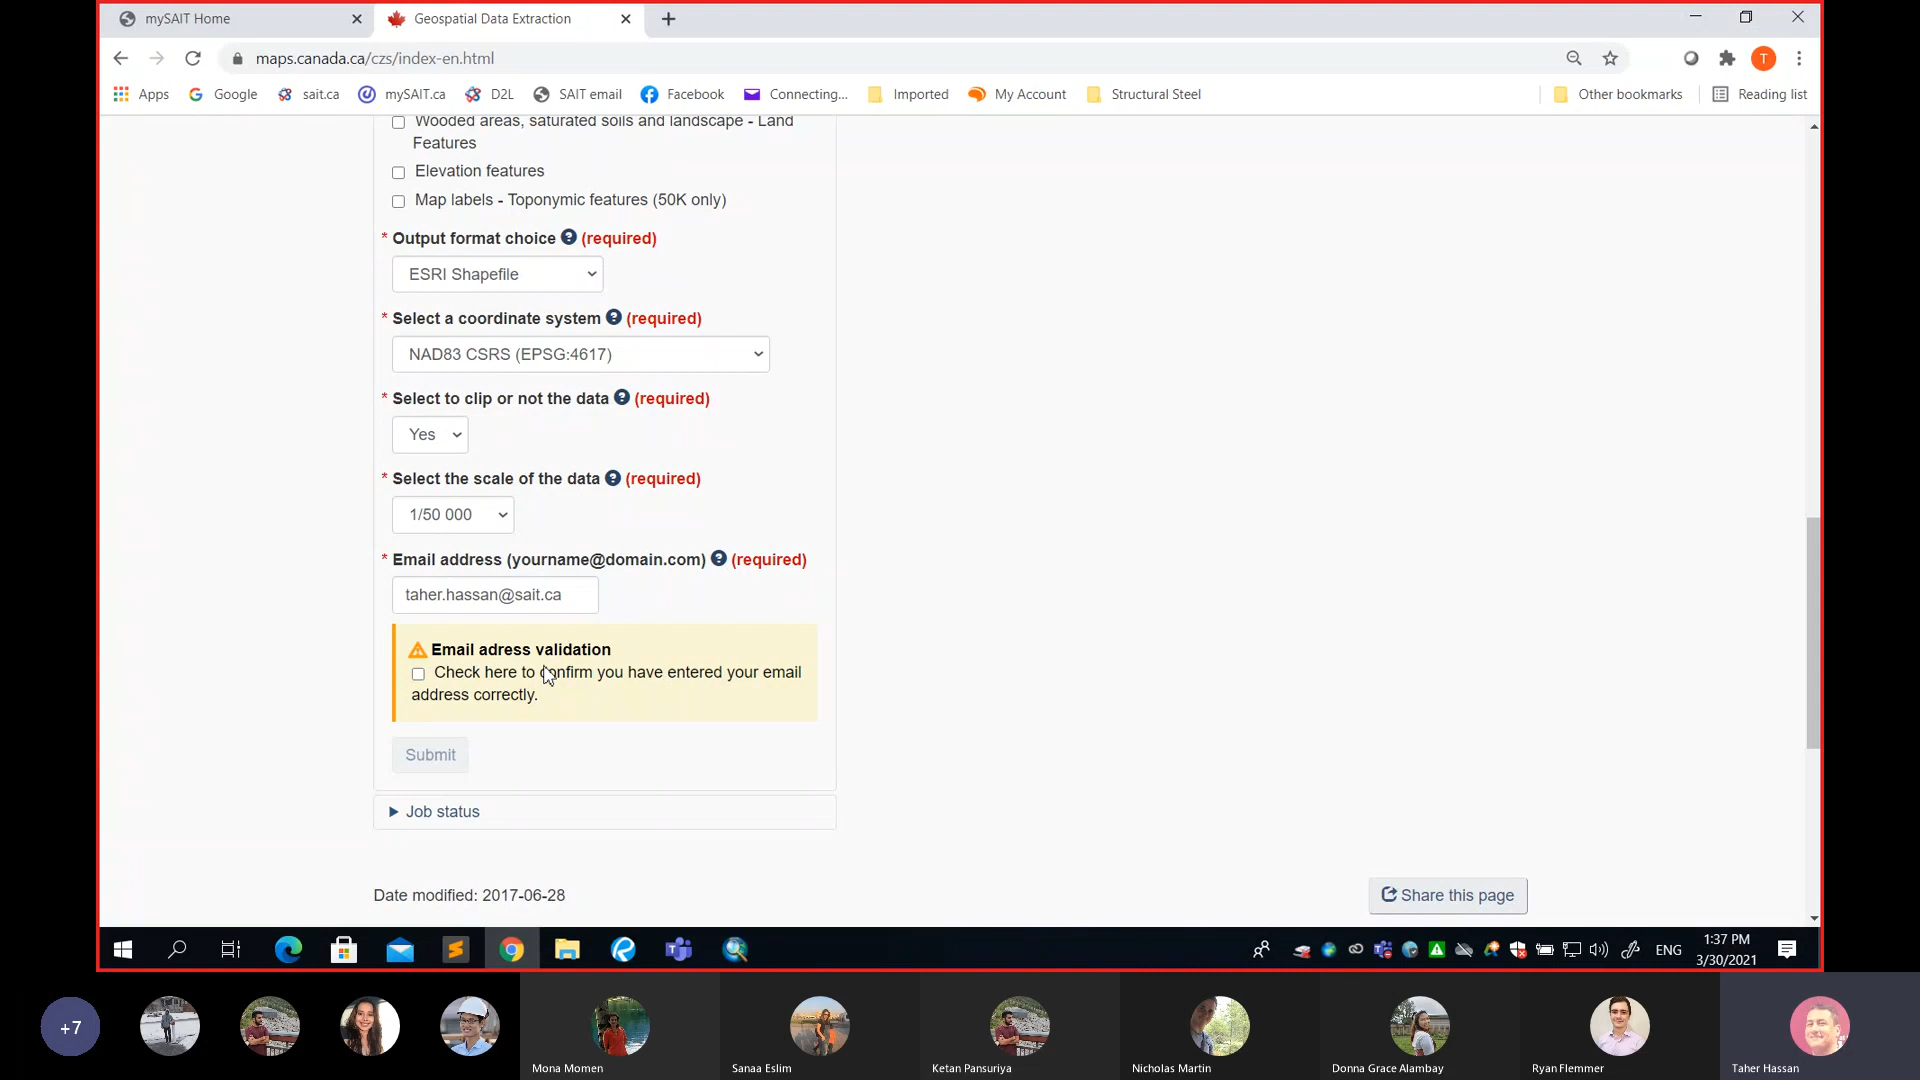 mySAIT Home
Geospatial Data Extraction
maps.canada.ca/czs/index-en.html
T
Apps
Google
sait.ca
mySAIT.ca
D2L
SAIT email
Facebook
Connecting...
Imported
My Account
Structural Steel
Other bookmarks
Reading list
Wooded areas, saturated soils and landscape - Land
Features
Elevation features
Map labels - Toponymic features (50K only)
* Output format choice ? (required)
ESRI Shapefile
* Select a coordinate system ? (required)
NAD83 CSRS (EPSG:4617)
* Select to clip or not the data ? (required)
Yes
* Select the scale of the data ? (required)
1/50 000
* Email address (yourname@domain.com) ? (required)
taher.hassan@sait.ca
Email adress validation
Check here to confirm you have entered your email
address correctly.
Submit
Job status
Date modified: 2017-06-28
Share this page
ENG
1:37 PM
3/30/2021
+7
Mona Momen
Sanaa Eslim
Ketan Pansuriya
Nicholas Martin
Donna Grace Alambay
Ryan Flemmer
Taher Hassan